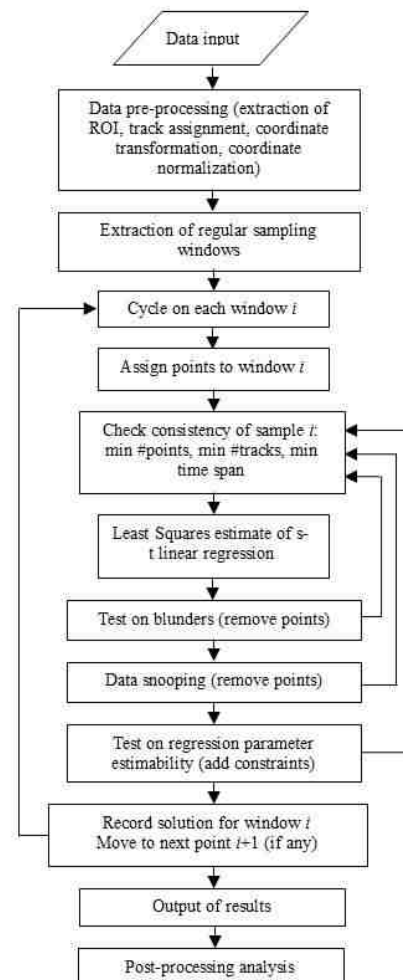 Data input
Data pre-processing (extraction of
ROI, track assignment, coordinate
transformation, coordinate
normalization)
Extraction of regular sampling
windows
Cycle on each window i
Assign points to window i
Check consistency of sample i:
min #points, min #tracks, min
time span
Least Squares estimate of s-
t linear regression
Test on blunders (remove points)
Data snooping (remove points)
Test on regression parameter
estimability (add constraints)
Record solution for window i
Move to next point i+1 (if any)
Output of results
Post-processing analysis